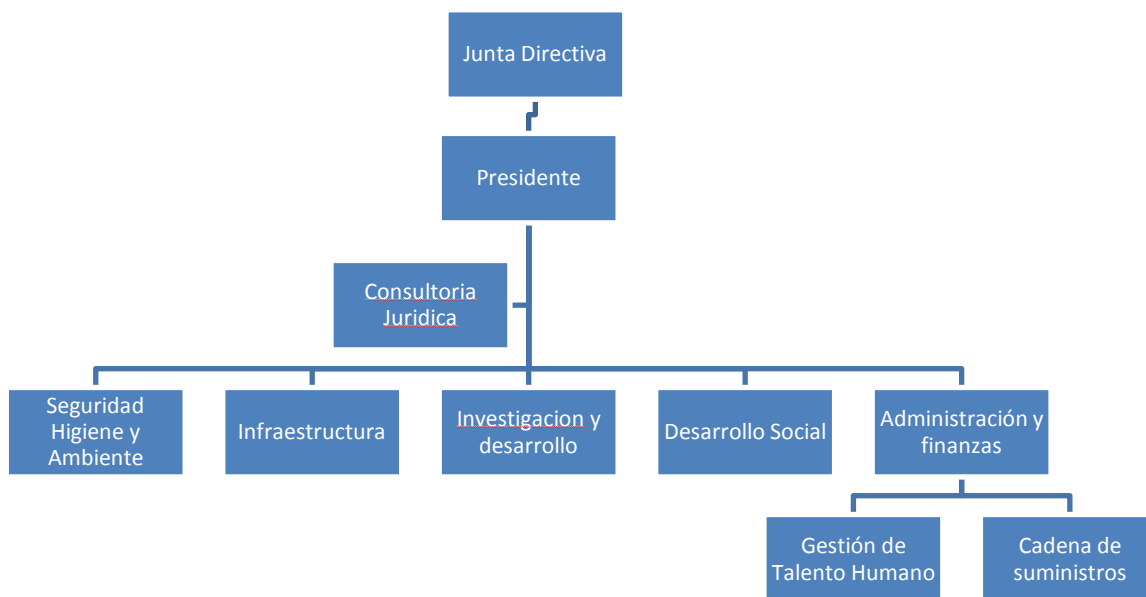 Junta Directiva
Presidente
Consultoria
Juridica
Seguridad
Higiene y
Ambiente
Infraestructura
Investigacion y
desarrollo
Desarrollo Social
Administración y
finanzas
Gestión de
Talento Humano
Cadena de
suministros